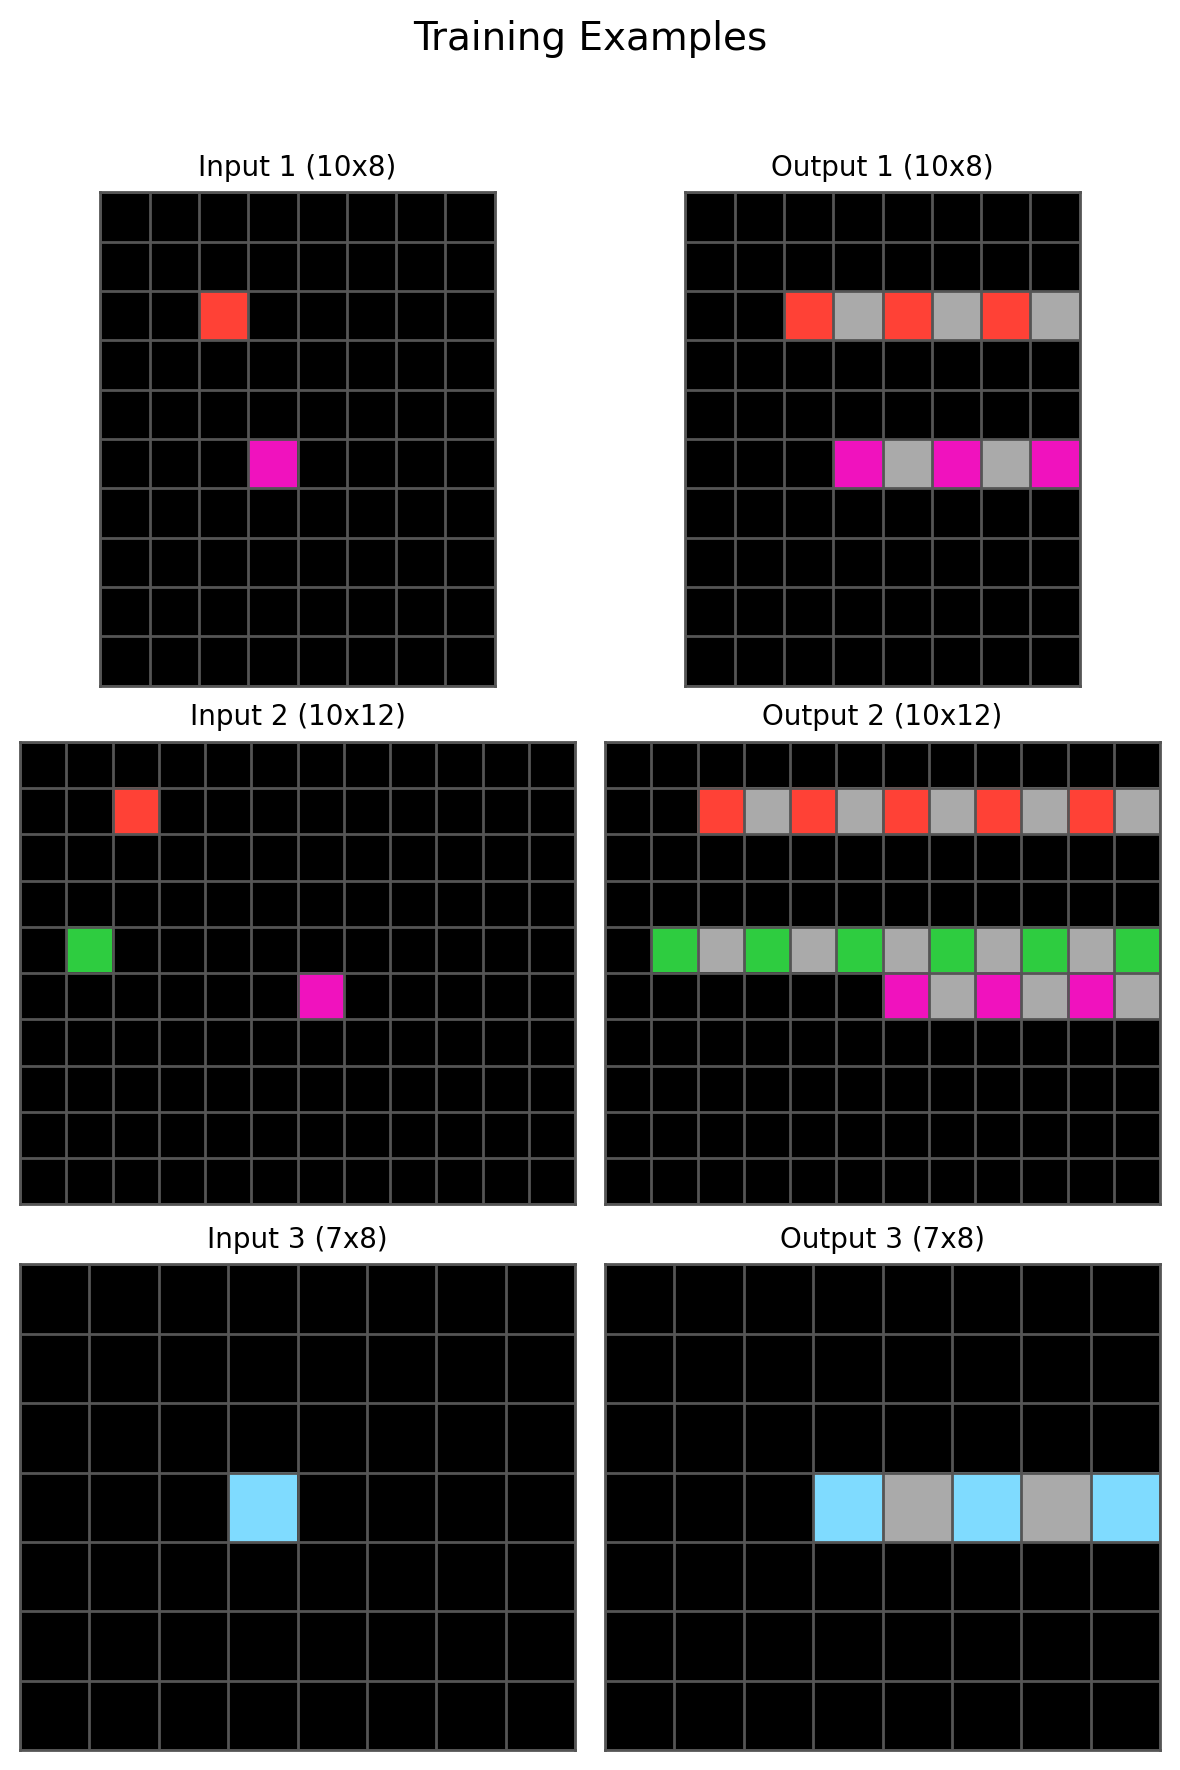 Training Examples
Input 1 (10x8)
Output 1 (10x8)
Input 2 (10x12)
Output 2 (10x12)
Input 3 (7x8)
Output 3 (7x8)